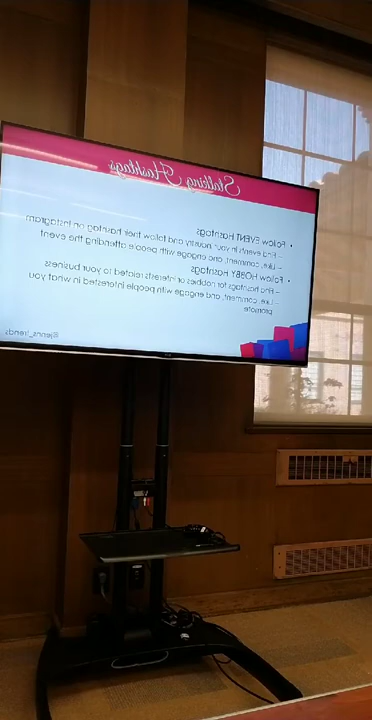 Stalking Hashtags
• Follow EVENT Hashtags
– Find events in your industry and follow their hashtag on Instagram
– Like, comment, and engage with people attending the event
• Follow HOBBY hashtags
– Find hashtags for hobbies or interests related to your business
– Like, comment, and engage with people interested in what you
promote
@jenns_trends